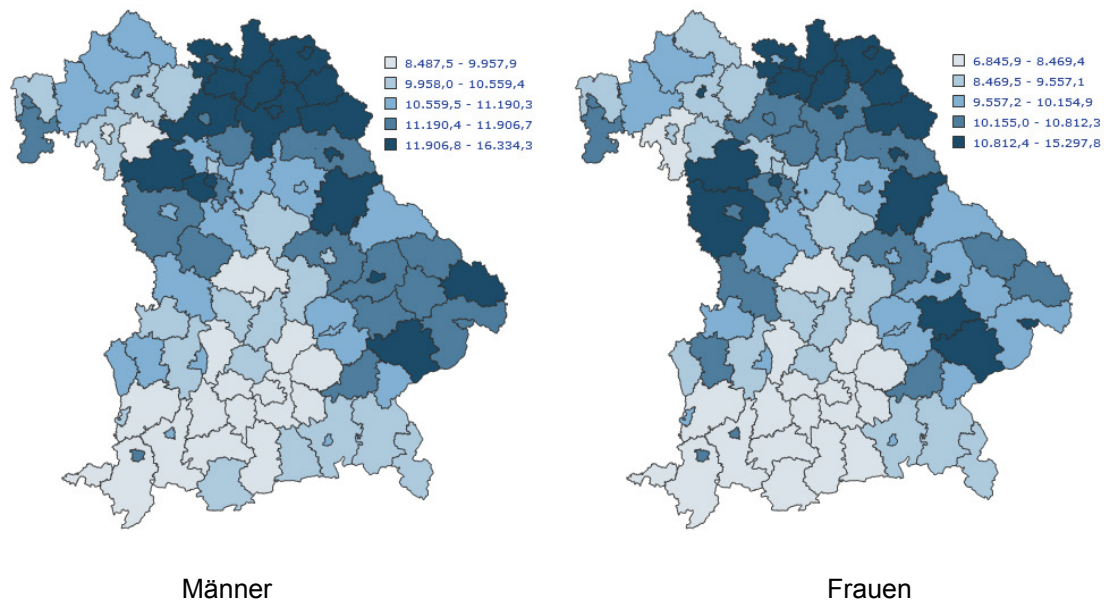 8.487,5 - 9.957,9
9.958,0 - 10.559,4
10.559,5 - 11.190,3
11.190,4 - 11.906,7
11.906,8 - 16.334,3
6.845,9 - 8.469,4
8.469,5 - 9.557,1
9.557,2 - 10.154,9
10.155,0 - 10.812,3
10.812,4 - 15.297,8
Männer
Frauen